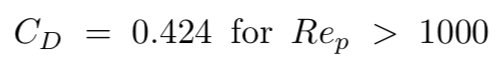 C_D = 0.424 for Re_p > 1000